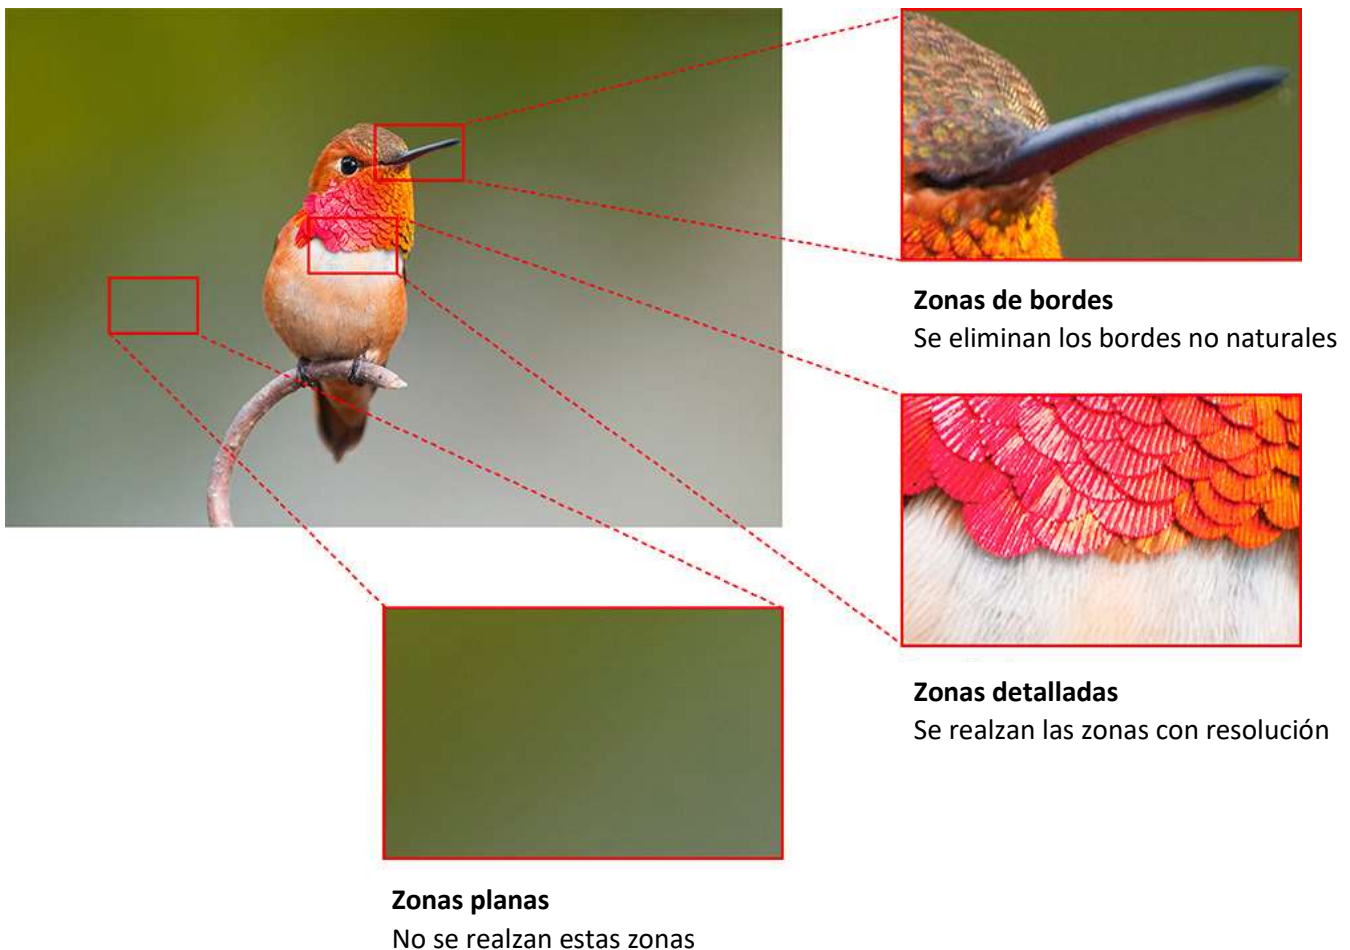 Zonas de bordes
Se eliminan los bordes no naturales
Zonas detalladas
Se realzan las zonas con resolución
Zonas planas
No se realzan estas zonas